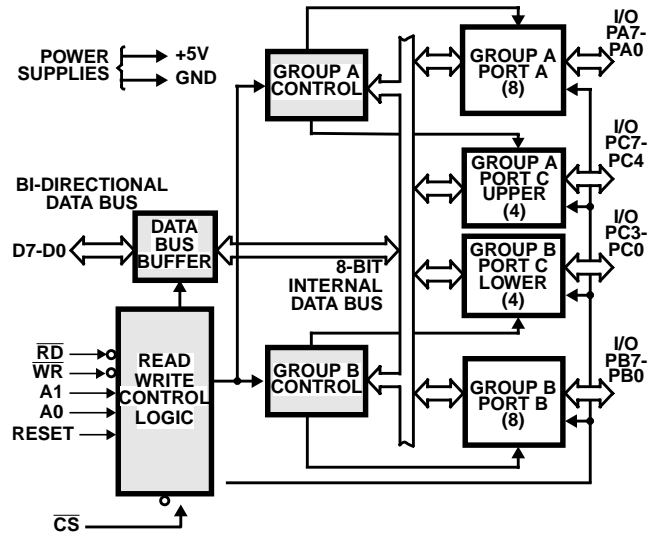 POWER
SUPPLIES
+5V
GND
GROUP A
CONTROL
GROUP A
PORT A
(8)
I/O
PA7-
PA0
GROUP A
PORT C
UPPER
(4)
I/O
PC7-
PC4
BI-DIRECTIONAL
DATA BUS
D7-D0
DATA
BUS
BUFFER
8-BIT
INTERNAL
DATA BUS
GROUP B
PORT C
LOWER
(4)
I/O
PC3-
PC0
RD
WR
A1
A0
RESET
READ
WRITE
CONTROL
LOGIC
GROUP B
CONTROL
GROUP B
PORT B
(8)
I/O
PB7-
PB0
CS